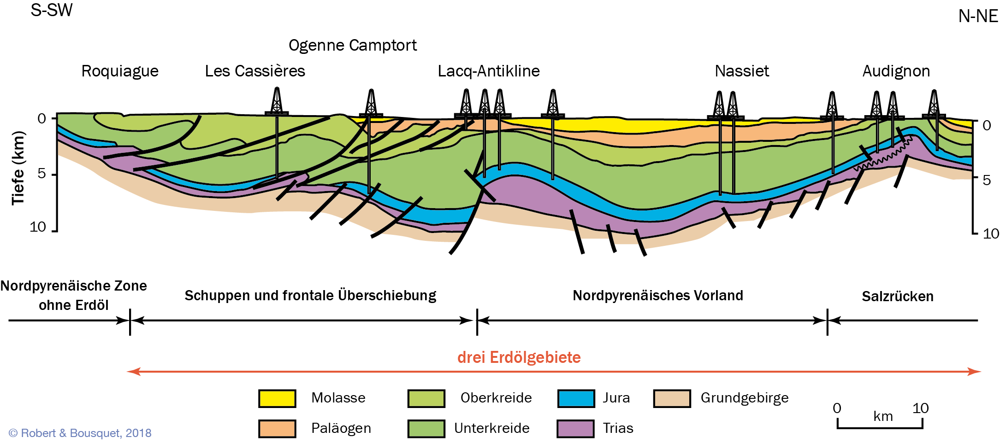 S-SW
N-NE
Ogenne Camptort
Roquiague
Les Cassières
Lacq-Antikline
Nassiet
Audignon
Tiefe (km)
0
5
10
0
5
10
Nordpyrenäische Zone
ohne Erdöl
Schuppen und frontale Überschiebung
Nordpyrenäisches Vorland
Salzrücken
drei Erdölgebiete
Molasse
Oberkreide
Jura
Grundgebirge
Paläogen
Unterkreide
Trias
0
10
km
© Robert & Bousquet, 2018